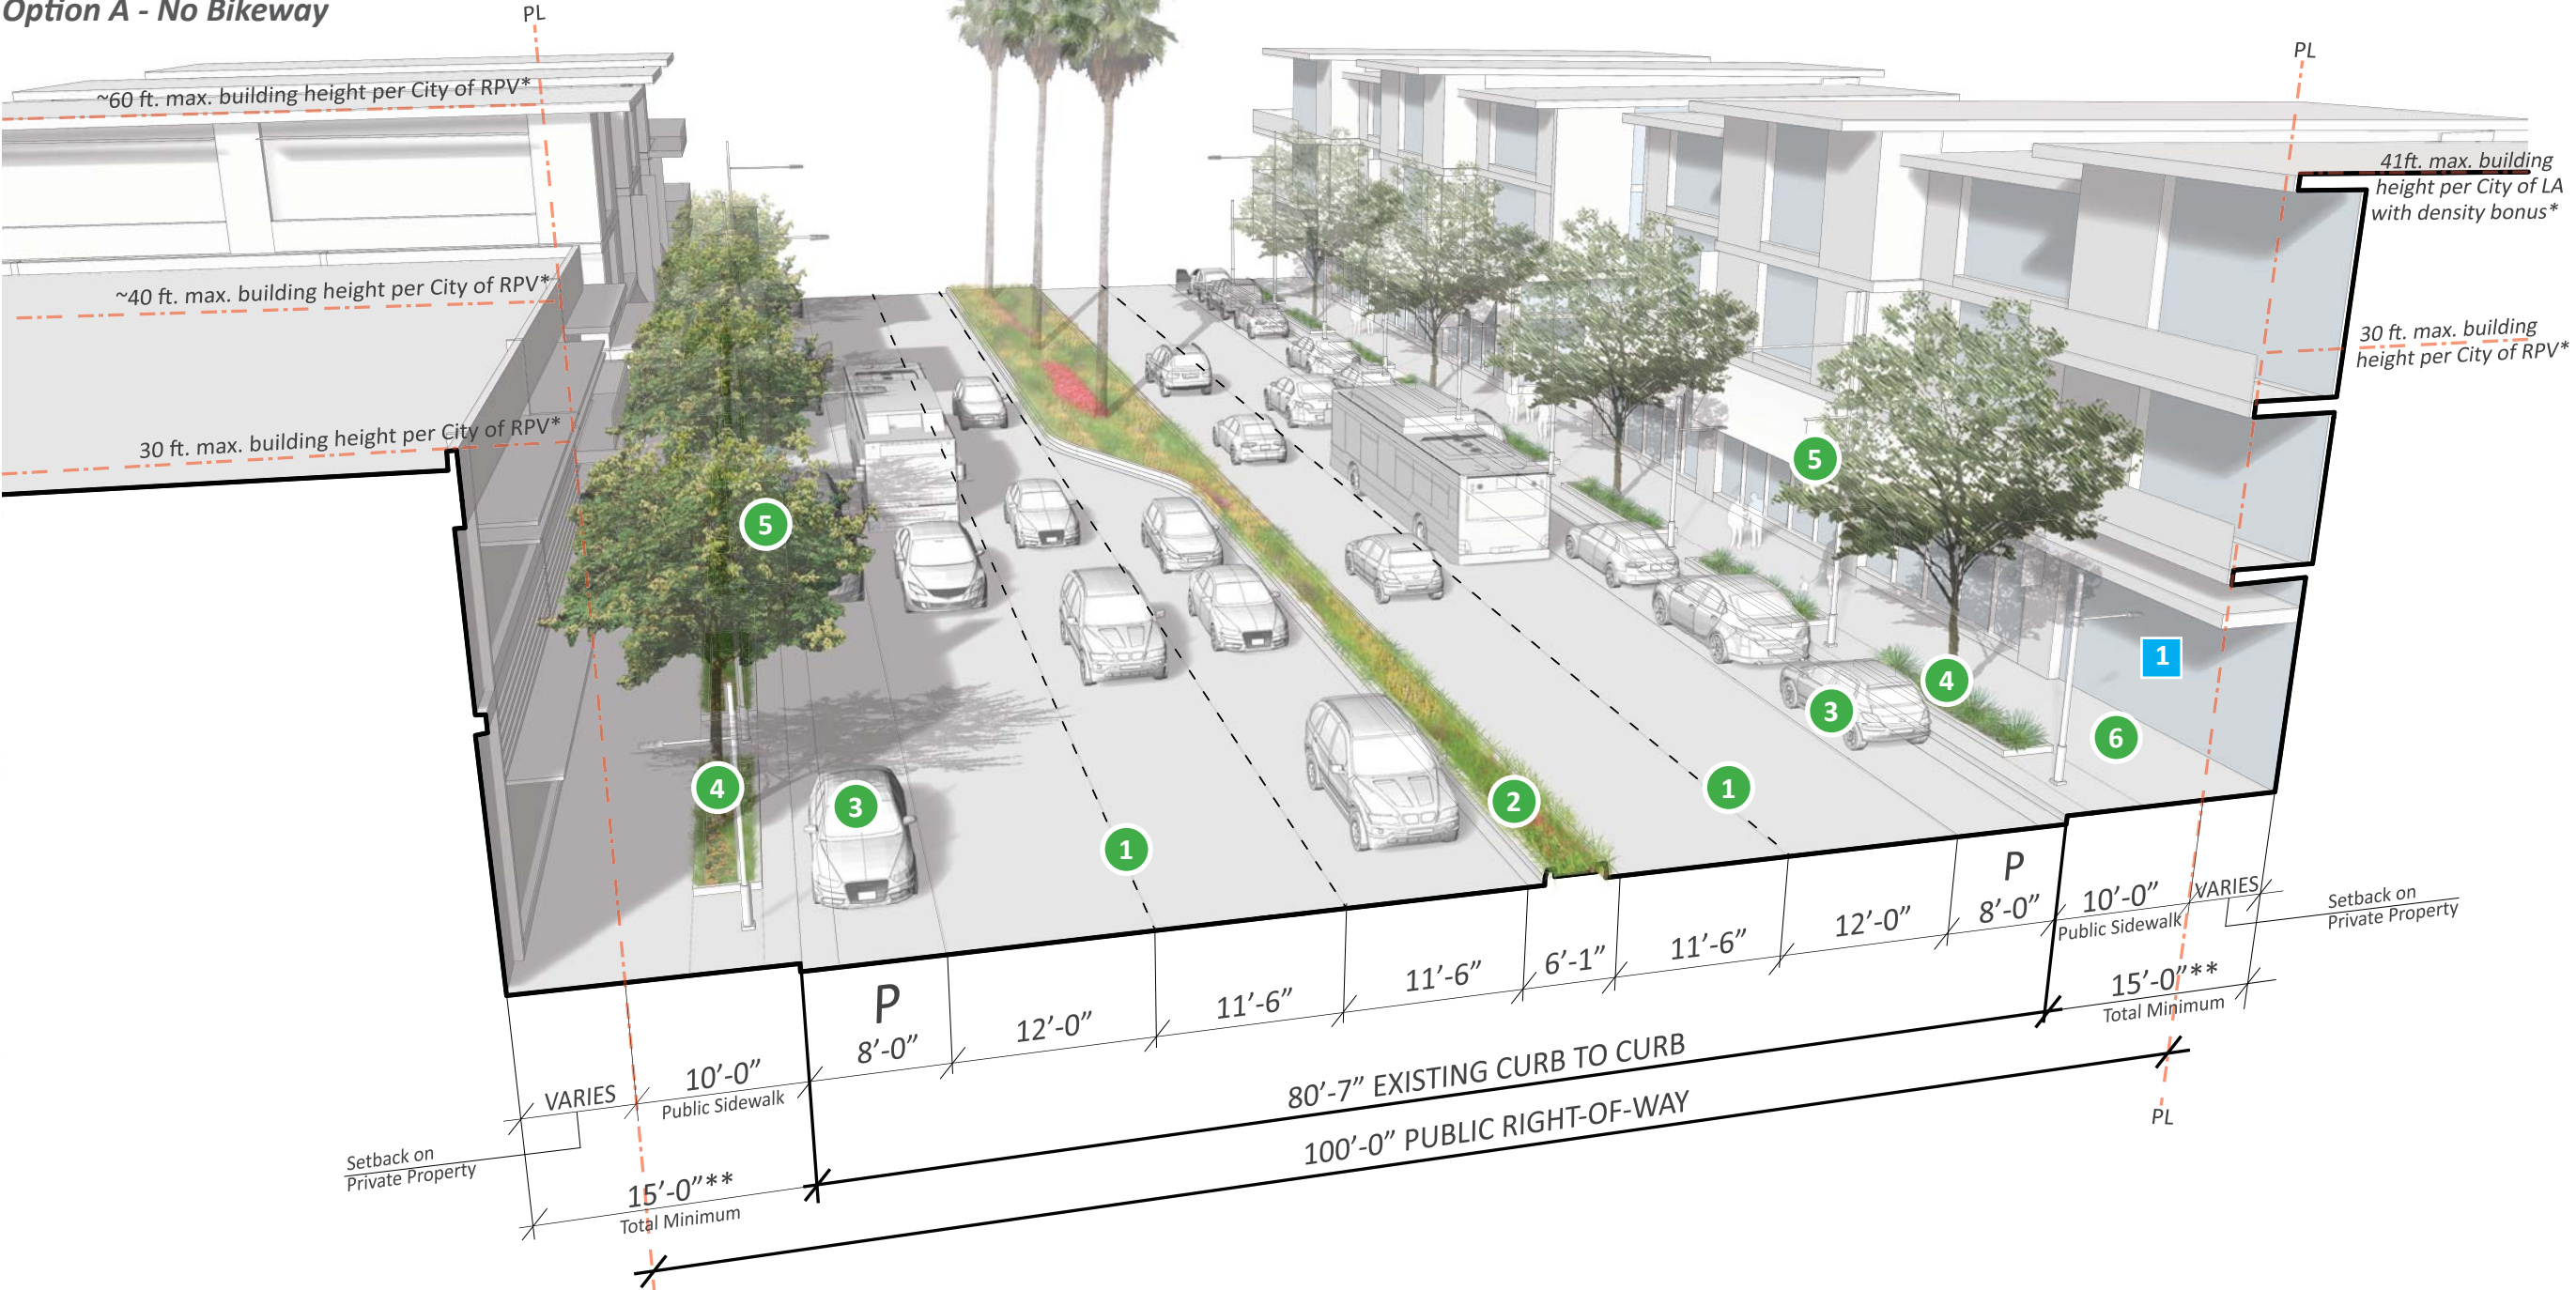 Option A - No Bikeway
PL
PL
~60 ft. max. building height per City of RPV*
41ft. max. building
height per City of LA
with density bonus*
~40 ft. max. building height per City of RPV*
30 ft. max. building
height per City of RPV*
30 ft. max. building height per City of RPV*
5
5
1
4
3
6
4
3
2
1
1
P
8'-0"
10'-0"
Public Sidewalk
VARIES
Setback on
Private Property
12'-0"
11'-6"
6'-1"
11'-6"
11'-6"
12'-0"
P
8'-0"
15'-0"**
Total Minimum
10'-0"
Public Sidewalk
VARIES
80'-7" EXISTING CURB TO CURB
100'-0" PUBLIC RIGHT-OF-WAY
PL
Setback on
Private Property
15'-0"**
Total Minimum